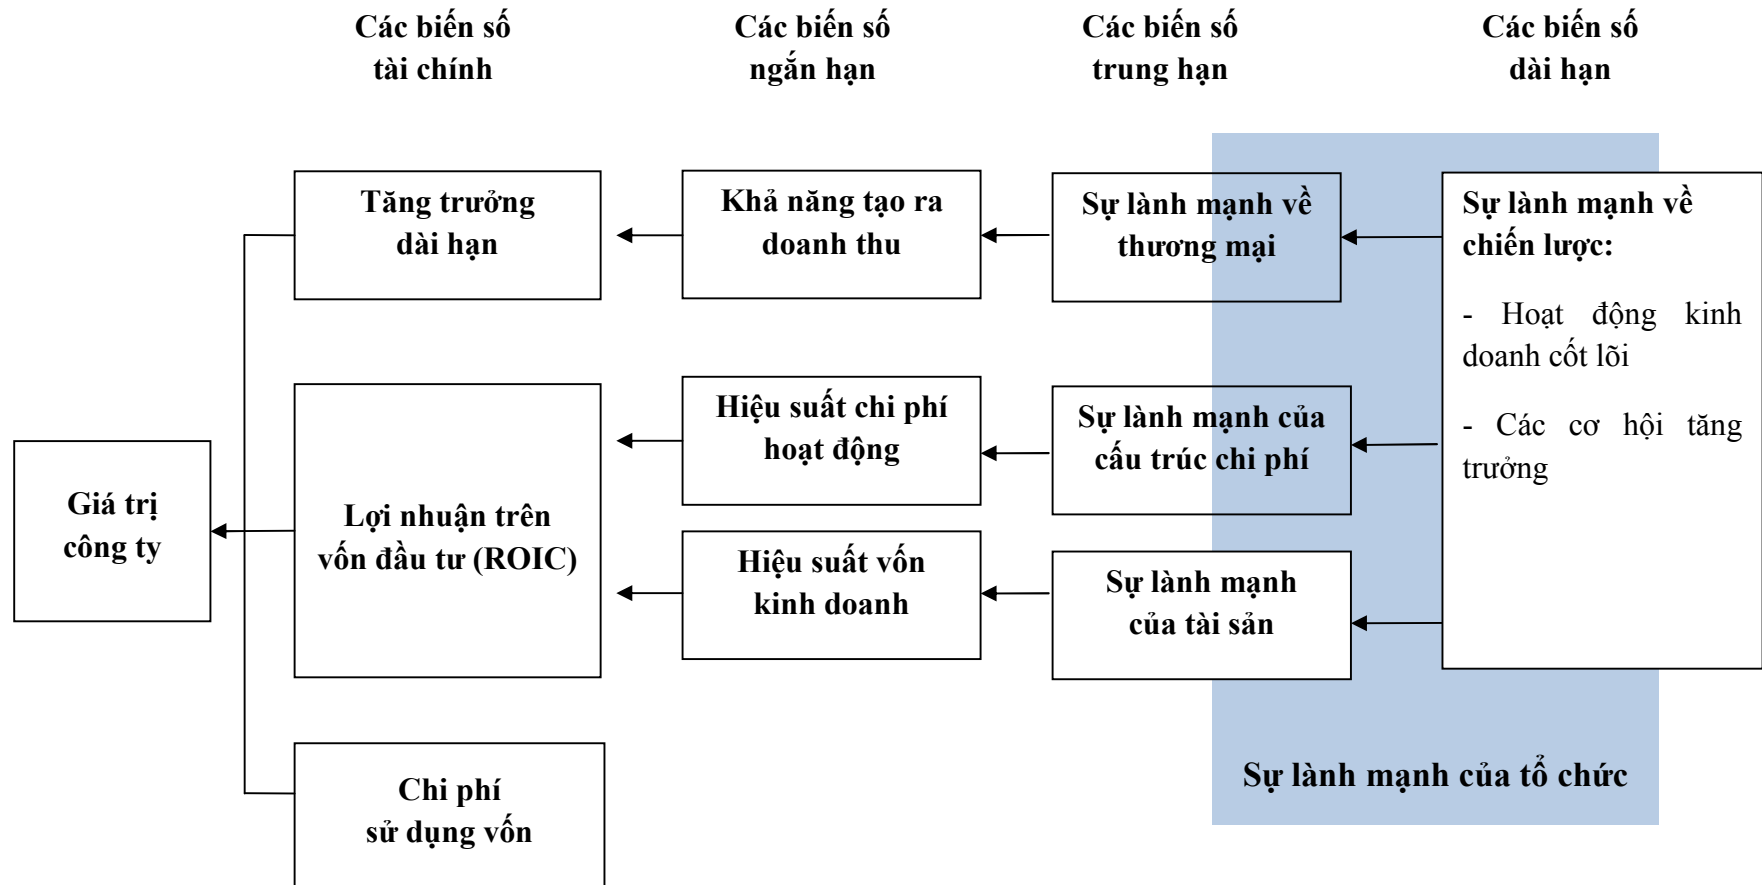 Các biến số
tài chính
Các biến số
ngắn hạn
Các biến số
trung hạn
Các biến số
dài hạn
Tăng trưởng
dài hạn
Khả năng tạo ra
doanh thu
Sự lành mạnh về
thương mại
Sự lành mạnh về
chiến lược:
- Hoạt động kinh
doanh cốt lõi
- Các cơ hội tăng
trưởng
Giá trị
công ty
Lợi nhuận trên
vốn đầu tư (ROIC)
Hiệu suất chi phí
hoạt động
Sự lành mạnh của
cấu trúc chi phí
Hiệu suất vốn
kinh doanh
Sự lành mạnh
của tài sản
Chi phí
sử dụng vốn
Sự lành mạnh của tổ chức